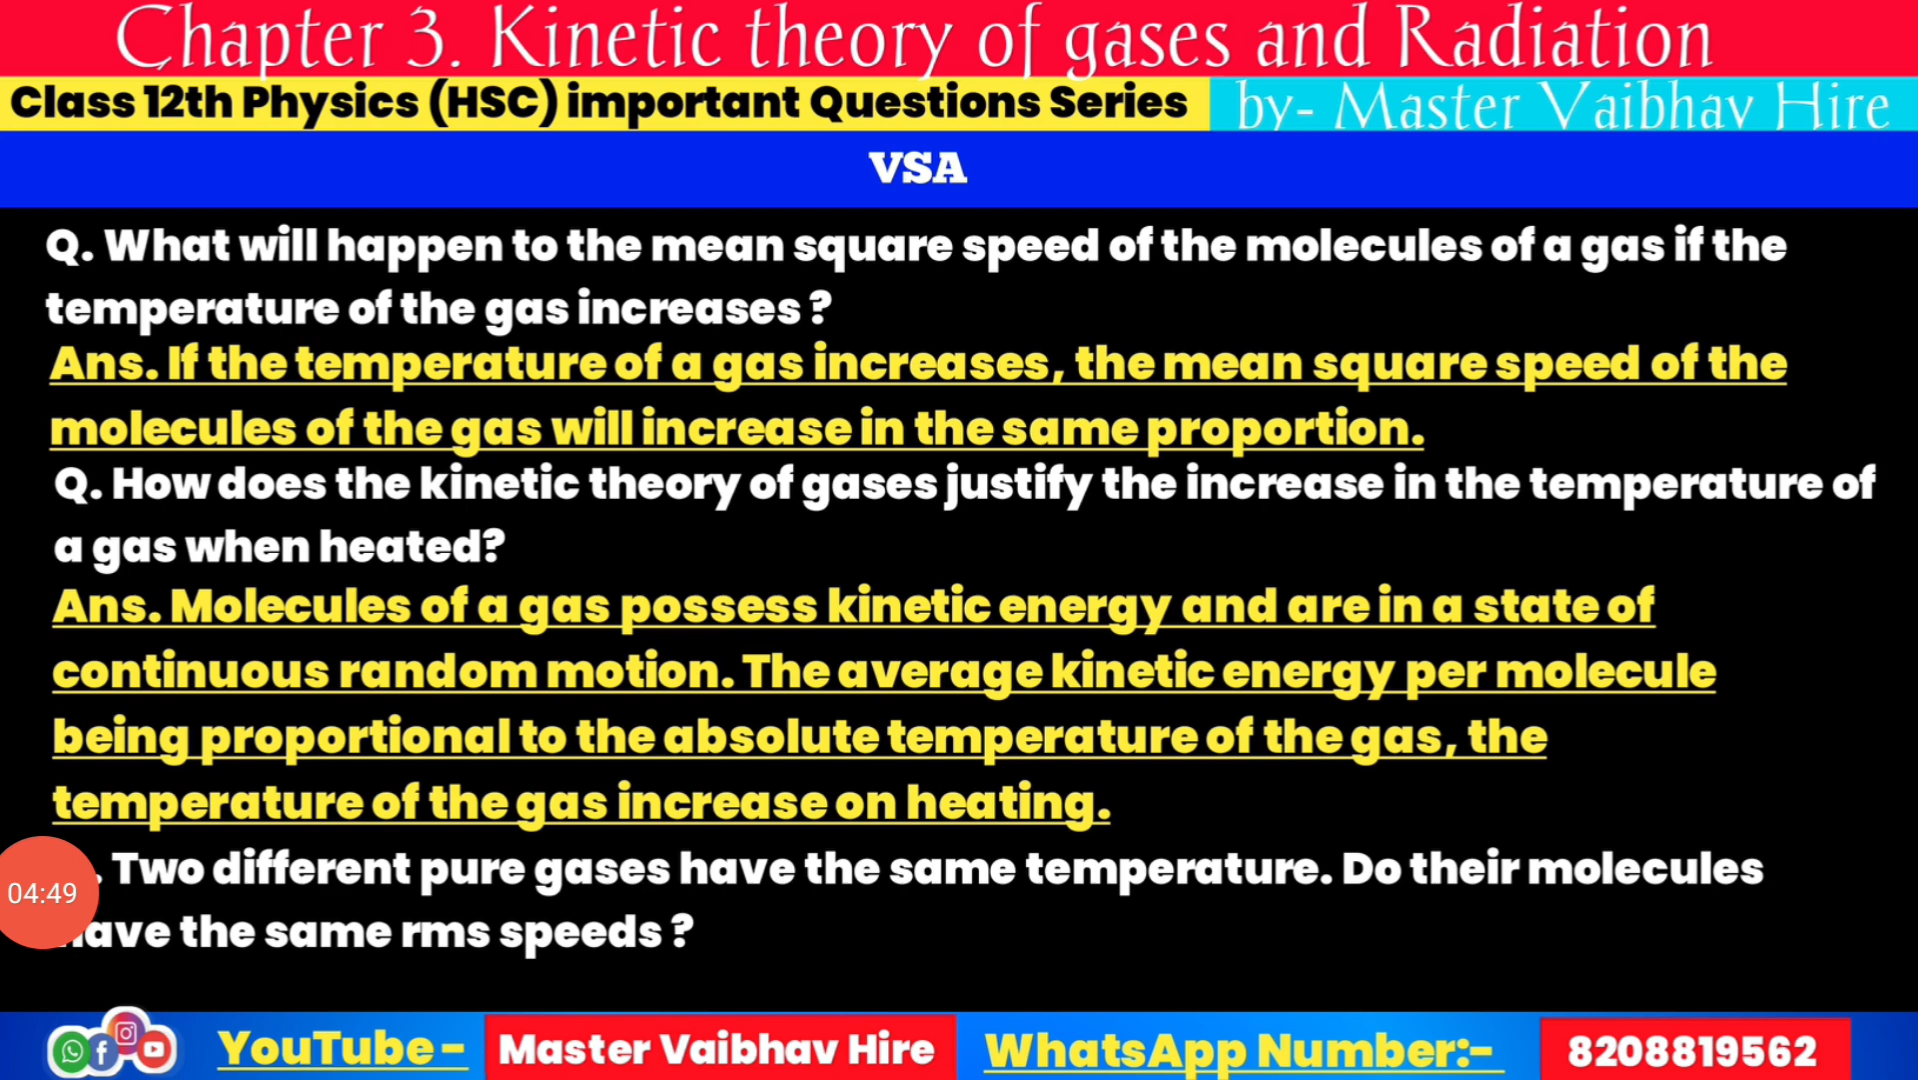 Chapter 3. Kinetic theory of gases and Radiation
Class 12th Physics (HSC) important Questions Series
by- Master Vaibhav Hire
VSA
Q. What will happen to the mean square speed of the molecules of a gas if the
temperature of the gas increases ?
Ans. If the temperature of a gas increases, the mean square speed of the
molecules of the gas will increase in the same proportion.
Q. How does the kinetic theory of gases justify the increase in the temperature of
a gas when heated?
Ans. Molecules of a gas possess kinetic energy and are in a state of
continuous random motion. The average kinetic energy per molecule
being proportional to the absolute temperature of the gas, the
temperature of the gas increase on heating.
. Two different pure gases have the same temperature. Do their molecules
have the same rms speeds ?
04:49
YouTube- Master Vaibhav Hire WhatsApp Number:- 8208819562